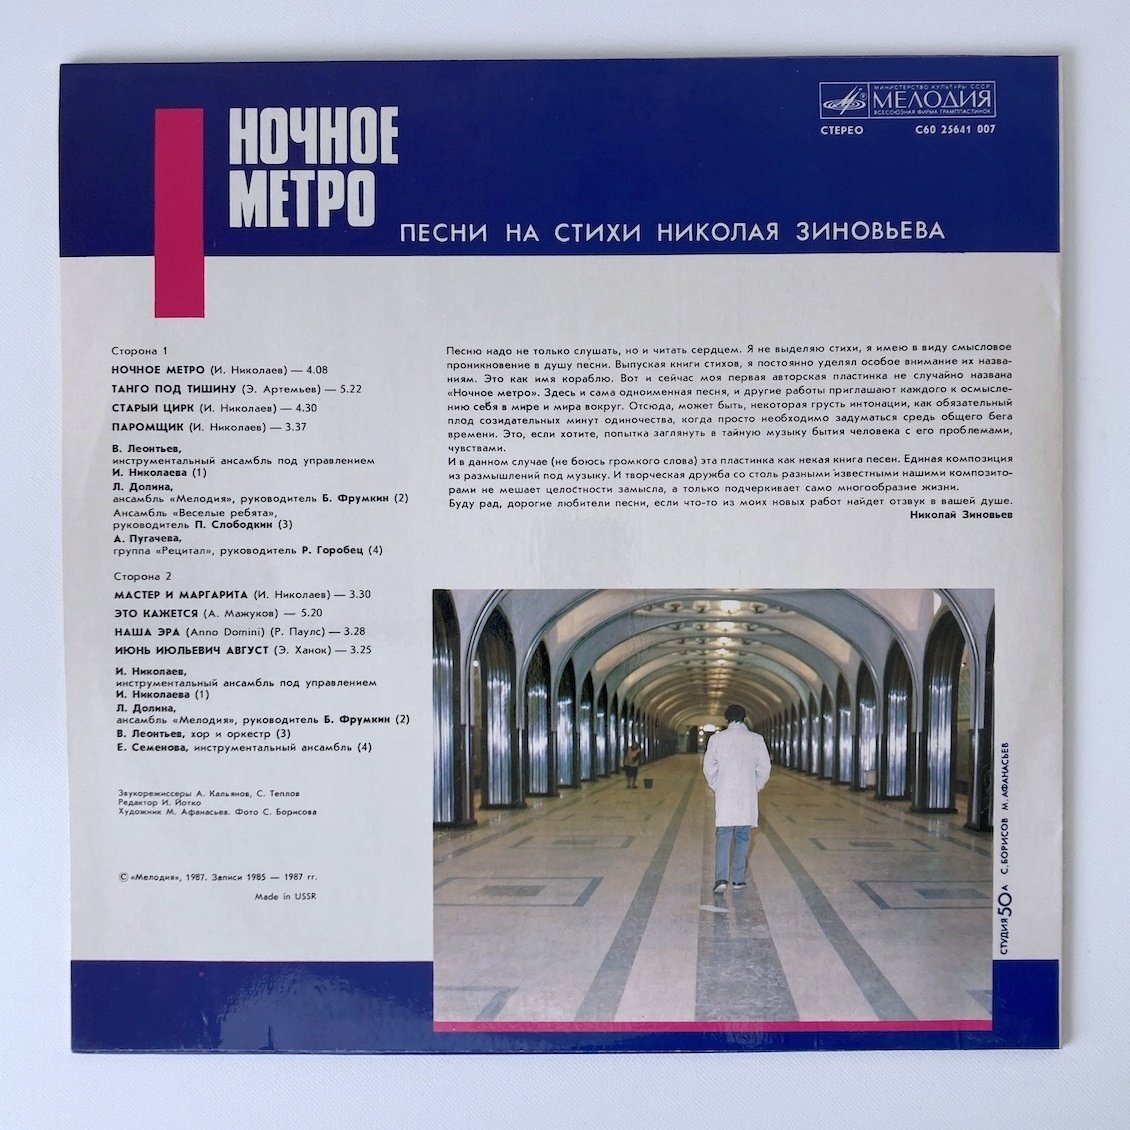 НОЧНОЕ
МЕТРО
ПЕСНИ НА СТИХИ НИКОЛАЯ ЗИНОВЬЕВА
МИНИСТЕРСТВО КУЛЬТУРЫ СССР
МЕЛОДИЯ
ВСЕСОЮЗНАЯ ФИРМА ГРАМПЛАСТИНОК
СТЕРЕО С60 25641 007
Сторона 1
НОЧНОЕ МЕТРО (И. Николаев) — 4.08
ТАНГО ПОД ТИШИНУ (Э. Артемьев) — 5.22
СТАРЫЙ ЦИРК (И. Николаев) — 4.30
ПАРОМЩИК (И. Николаев) — 3.37
В. Леонтьев,
инструментальный ансамбль под управлением
И. Николаева (1)
Л. Долина,
ансамбль «Мелодия», руководитель Б. Фрумкин (2)
Ансамбль «Веселые ребята»,
руководитель П. Слободкин (3)
А. Пугачева,
группа «Рецитал», руководитель Р. Горобец (4)
Сторона 2
МАСТЕР И МАРГАРИТА (И. Николаев) — 3.30
ЭТО КАЖЕТСЯ (А. Мажуков) — 5.20
НАША ЭРА (Anno Domini) (Р. Паулс) — 3.28
ИЮНЬ ИЮЛЬЕВИЧ АВГУСТ (Э. Ханок) — 3.25
И. Николаев,
инструментальный ансамбль под управлением
И. Николаева (1)
Л. Долина,
ансамбль «Мелодия», руководитель Б. Фрумкин (2)
В. Леонтьев, хор и оркестр (3)
Е. Семенова, инструментальный ансамбль (4)
Звукорежиссеры А. Кальянов, С. Теплов
Редактор И. Йотко
Художник М. Афанасьев. Фото С. Борисова
© «Мелодия», 1987. Записи 1985 — 1987 гг.
Made in USSR
Песню надо не только слушать, но и читать сердцем. Я не выделяю стихи, я имею в виду смысловое
проникновение в душу песни. Выпуская книги стихов, я постоянно уделял особое внимание их назва-
ниям. Это как имя кораблю. Вот и сейчас моя первая авторская пластинка не случайно названа
«Ночное метро». Здесь и сама одноименная песня, и другие работы приглашают каждого к осмысле-
нию себя в мире и мира вокруг. Отсюда, может быть, некоторая грусть интонации, как обязательный
плод созидательных минут одиночества, когда просто необходимо задуматься средь общего бега
времени. Это, если хотите, попытка заглянуть в тайную музыку бытия человека с его проблемами,
чувствами.
И в данном случае (не боюсь громкого слова) эта пластинка как некая книга песен. Единая композиция
из размышлений под музыку. И творческая дружба со столь разными известными нашими композито-
рами не мешает целостности замысла, а только подчеркивает само многообразие жизни.
Буду рад, дорогие любители песни, если что-то из моих новых работ найдет отзвук в вашей душе.
Николай Зиновьев
СТУДИЯ 50А С. БОРИСОВ М. АФАНАСЬЕВ